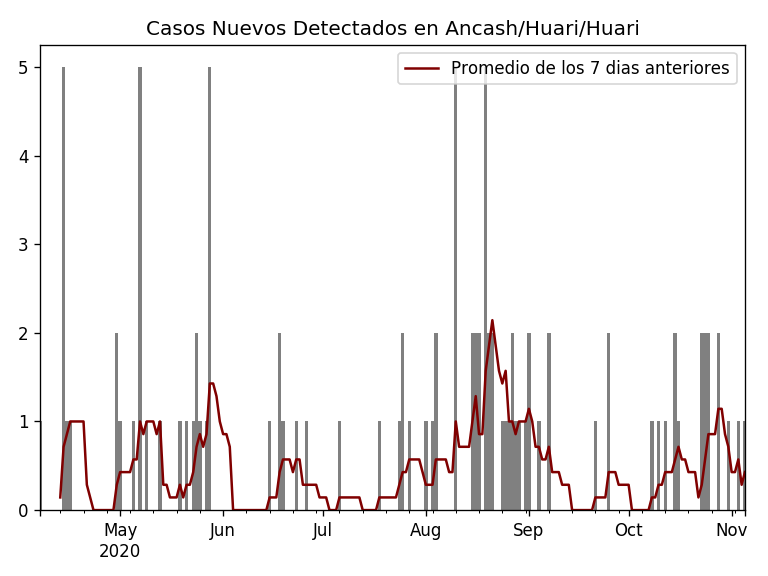 Casos Nuevos Detectados en Ancash/Huari/Huari
Promedio de los 7 dias anteriores
5
4
3
2
1
0
May Jun Jul Aug Sep Oct Nov
2020